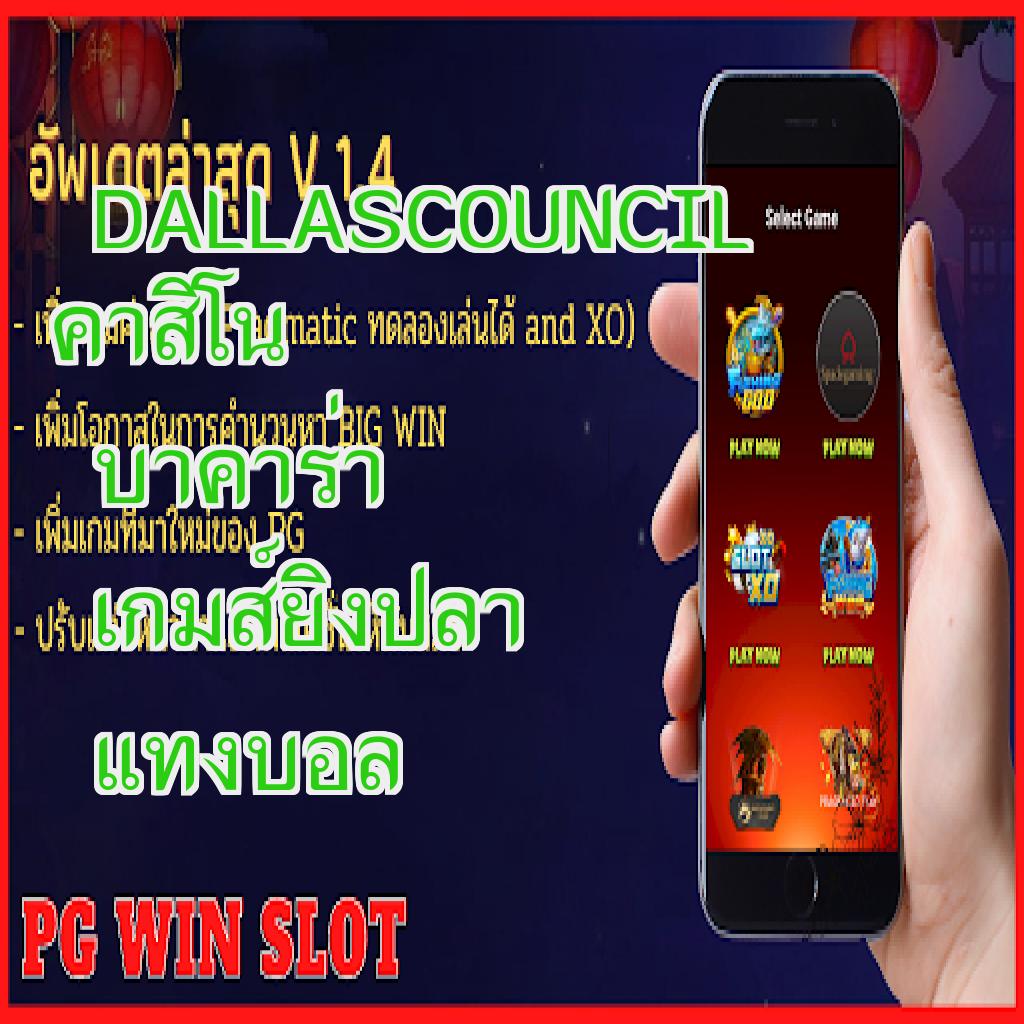 อัพเดตล่าสุด V 1.4
DALLASCOUNCIL
Select Game
คาสิโน
ทดลองเล่นได้ and XO)
- เพิ่มโอกาสในการคำนวนหา BIG WIN
PLAY NOW PLAY NOW
บาคาร่า
- เพิ่มเกมที่มาใหม่ของ PG
SLOT XO
เกมส์ยิงปลา
PLAY NOW PLAY NOW
แทงบอล
PG WIN SLOT